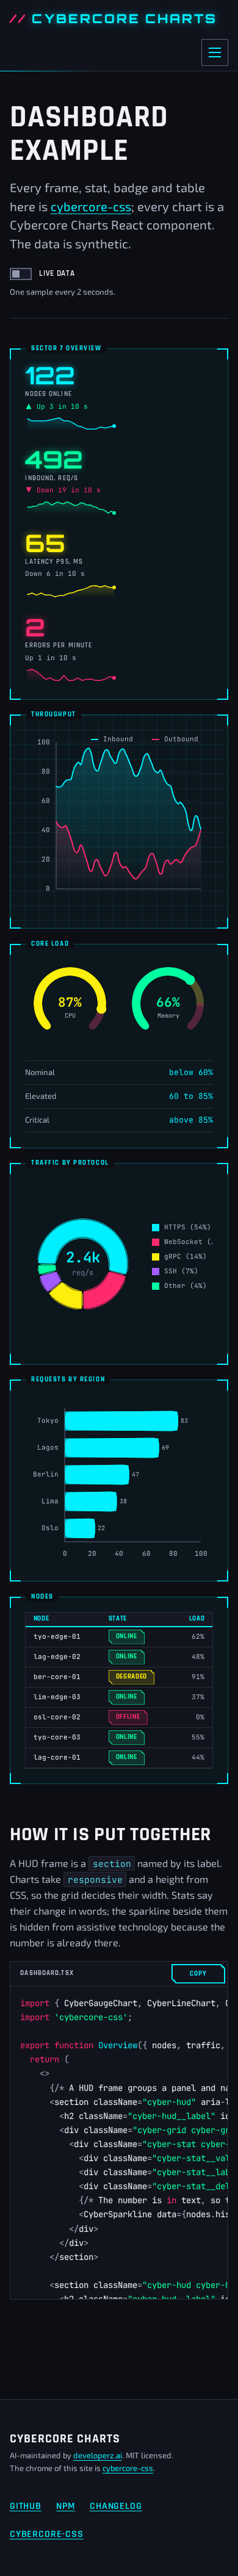 // CYBERCORE CHARTS
DASHBOARD
EXAMPLE
Every frame, stat, badge and table
here is cybercore-css; every chart is a
Cybercore Charts React component.
The data is synthetic.
LIVE DATA
One sample every 2 seconds.
SECTOR 7 OVERVIEW
122
NODES ONLINE
▲ Up 3 in 10 s
492
INBOUND, REQ/S
▼ Down 19 in 10 s
65
LATENCY P95, MS
Down 6 in 10 s
2
ERRORS PER MINUTE
Up 1 in 10 s
THROUGHPUT
Inbound Outbound
100
80
60
40
20
0
CORE LOAD
87%
CPU
66%
Memory
Nominal below 60%
Elevated 60 to 85%
Critical above 85%
TRAFFIC BY PROTOCOL
2.4k
req/s
HTTPS (54%)
WebSocket (…
gRPC (14%)
SSH (7%)
Other (4%)
REQUESTS BY REGION
Tokyo 83
Lagos 69
Berlin 47
Lima 38
Oslo 22
0 20 40 60 80 100
NODES
NODE STATE LOAD
tyo-edge-01 ONLINE 62%
lag-edge-02 ONLINE 48%
ber-core-01 DEGRADED 91%
lim-edge-03 ONLINE 37%
osl-core-02 OFFLINE 0%
tyo-core-03 ONLINE 55%
lag-core-01 ONLINE 44%
HOW IT IS PUT TOGETHER
A HUD frame is a section named by its label.
Charts take responsive and a height from
CSS, so the grid decides their width. Stats say
their change in words; the sparkline beside them
is hidden from assistive technology because the
number is already there.
DASHBOARD.TSX COPY
import { CyberGaugeChart, CyberLineChart, C
import 'cybercore-css';
export function Overview({ nodes, traffic,
return (
<>
{/* A HUD frame groups a panel and na
<section className="cyber-hud" aria-l
<h2 className="cyber-hud__label" id
<div className="cyber-grid cyber-gr
<div className="cyber-stat cyber-
<div className="cyber-stat__val
<div className="cyber-stat__lab
<div className="cyber-stat__del
{/* The number is in text, so t
<CyberSparkline data={nodes.his
</div>
</div>
</section>
<section className="cyber-hud cyber-h
<h2 className="cyber-hud__label" i
CYBERCORE CHARTS
AI-maintained by developerz.ai. MIT licensed.
The chrome of this site is cybercore-css.
GITHUB NPM CHANGELOG
CYBERCORE-CSS